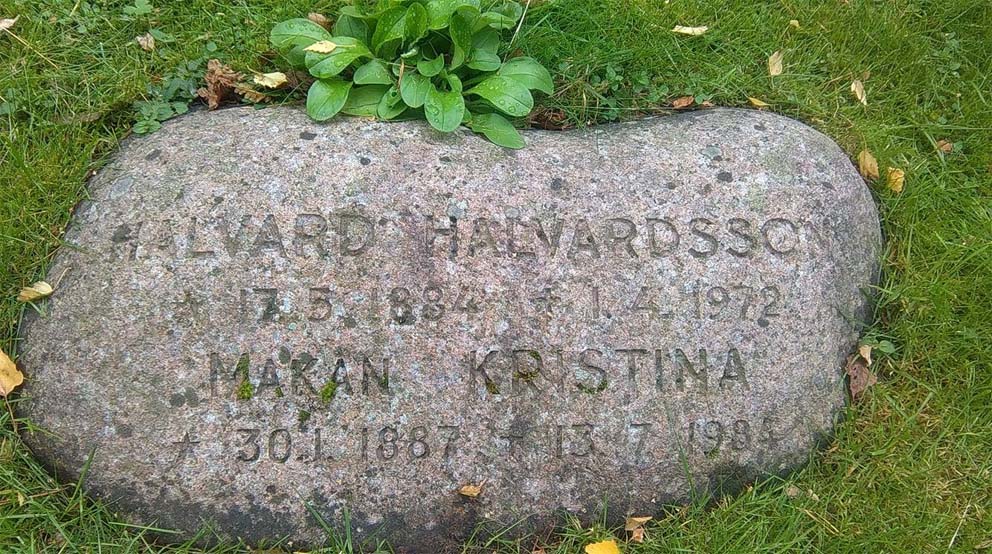 HALVARD HALVARDSSON
* 17.5.1884 + 1.4.1972
MAKAN KRISTINA
* 30.1.1887 + 13.7.1984